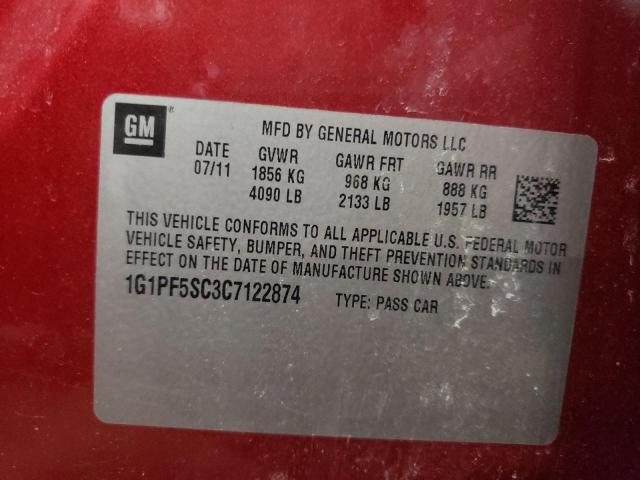 GM®
MFD BY GENERAL MOTORS LLC
DATE GVWR GAWR FRT GAWR RR
07/11 1856 KG 968 KG 888 KG
4090 LB 2133 LB 1957 LB
THIS VEHICLE CONFORMS TO ALL APPLICABLE U.S. FEDERAL MOTOR
VEHICLE SAFETY, BUMPER, AND THEFT PREVENTION STANDARDS IN
EFFECT ON THE DATE OF MANUFACTURE SHOWN ABOVE.
1G1PF5SC3C7122874 TYPE: PASS CAR